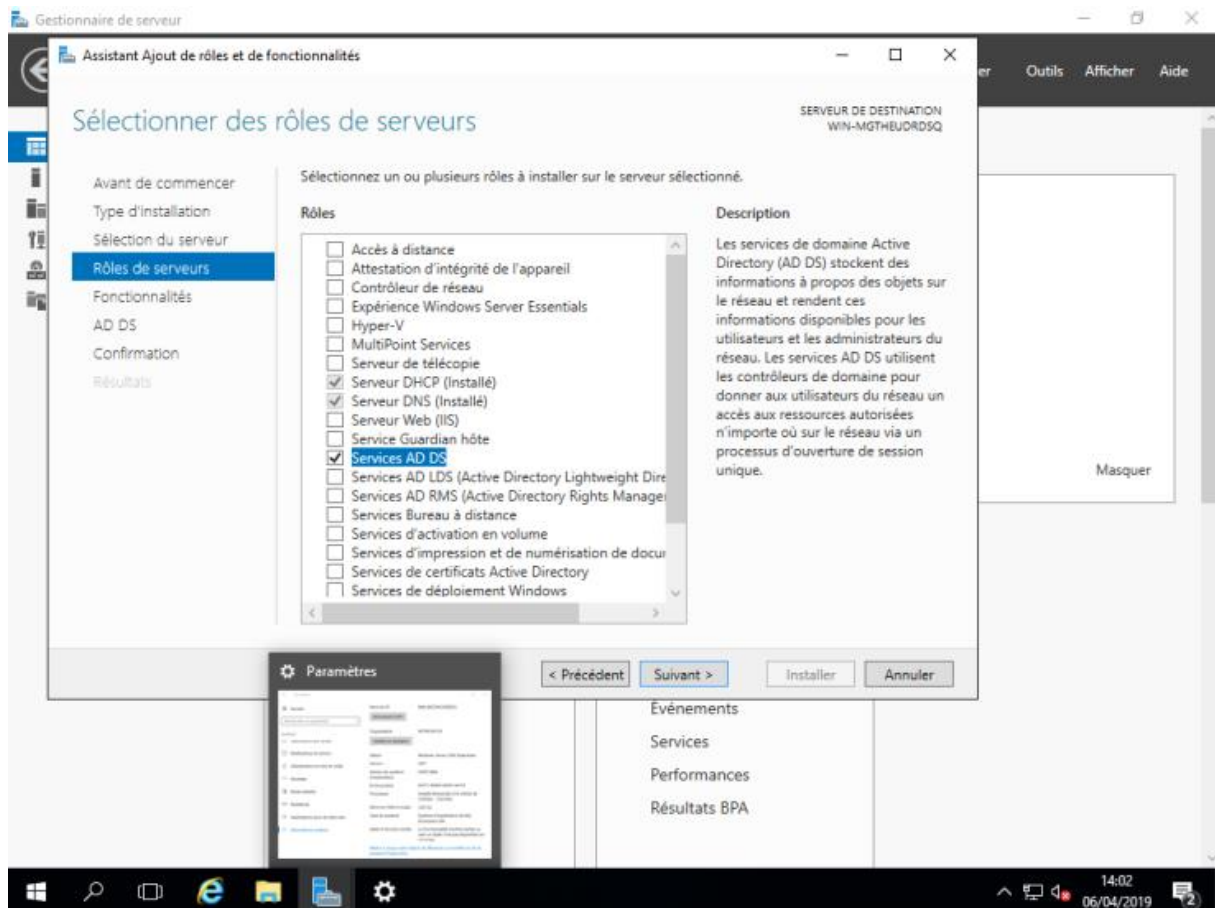 Gestionnaire de serveur
Assistant Ajout de rôles et de fonctionnalités
er Outils Afficher Aide
Sélectionner des rôles de serveurs
SERVEUR DE DESTINATION
WIN-MGTHEUORDSQ
Avant de commencer
Type d'installation
Sélection du serveur
Rôles de serveurs
Fonctionnalités
AD DS
Confirmation
Résultats
Sélectionnez un ou plusieurs rôles à installer sur le serveur sélectionné.
Rôles
Accès à distance
Attestation d'intégrité de l'appareil
Contrôleur de réseau
Expérience Windows Server Essentials
Hyper-V
MultiPoint Services
Serveur de télécopie
Serveur DHCP (Installé)
Serveur DNS (Installé)
Serveur Web (IIS)
Service Guardian hôte
Services AD DS
Services AD LDS (Active Directory Lightweight Dire
Services AD RMS (Active Directory Rights Manager
Services Bureau à distance
Services d'activation en volume
Services d'impression et de numérisation de docu
Services de certificats Active Directory
Services de déploiement Windows
Description
Les services de domaine Active
Directory (AD DS) stockent des
informations à propos des objets sur
le réseau et rendent ces
informations disponibles pour les
utilisateurs et les administrateurs du
réseau. Les services AD DS utilisent
les contrôleurs de domaine pour
donner aux utilisateurs du réseau un
accès aux ressources autorisées
n'importe où sur le réseau via un
processus d'ouverture de session
unique.
Masquer
Paramètres
< Précédent
Suivant >
Installer
Annuler
Événements
Services
Performances
Résultats BPA
14:02
06/04/2019
2